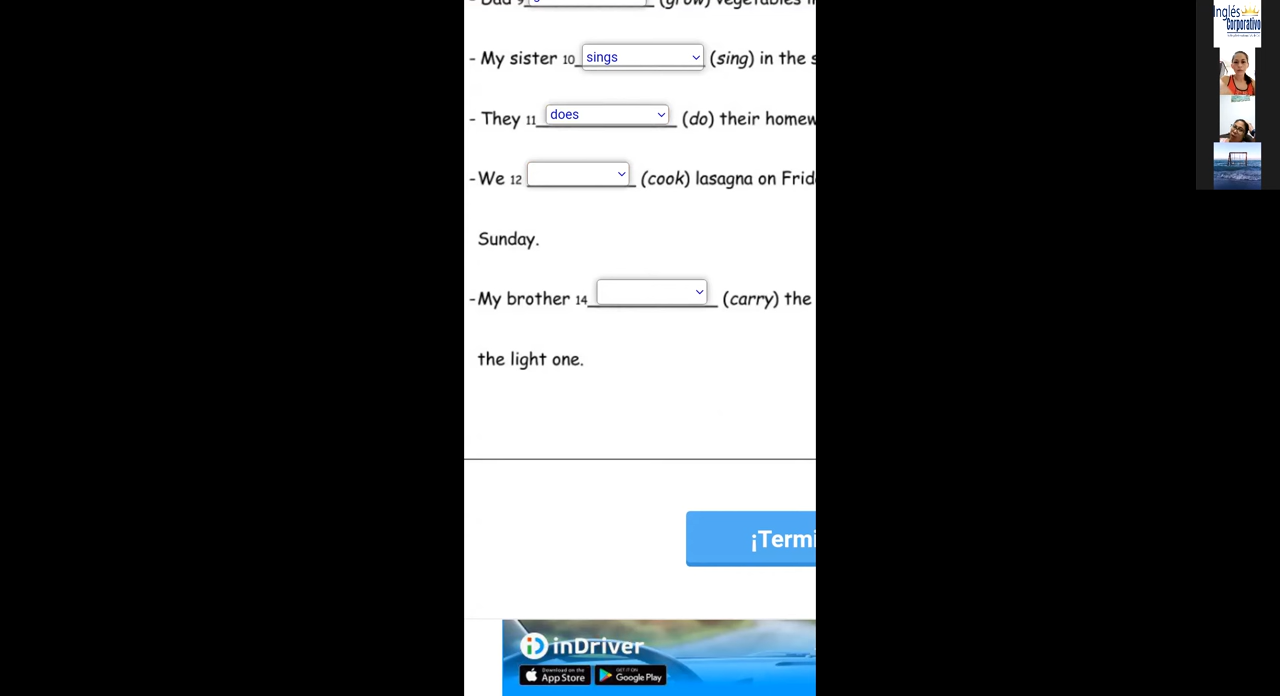 - My sister 10 sings (sing) in the s
- They 11 does (do) their homew
- We 12 (cook) lasagna on Frid
Sunday.
- My brother 14 (carry) the
the light one.
¡Termi
inDriver
Download on the App Store
GET IT ON Google Play
Inglés
Corporativo